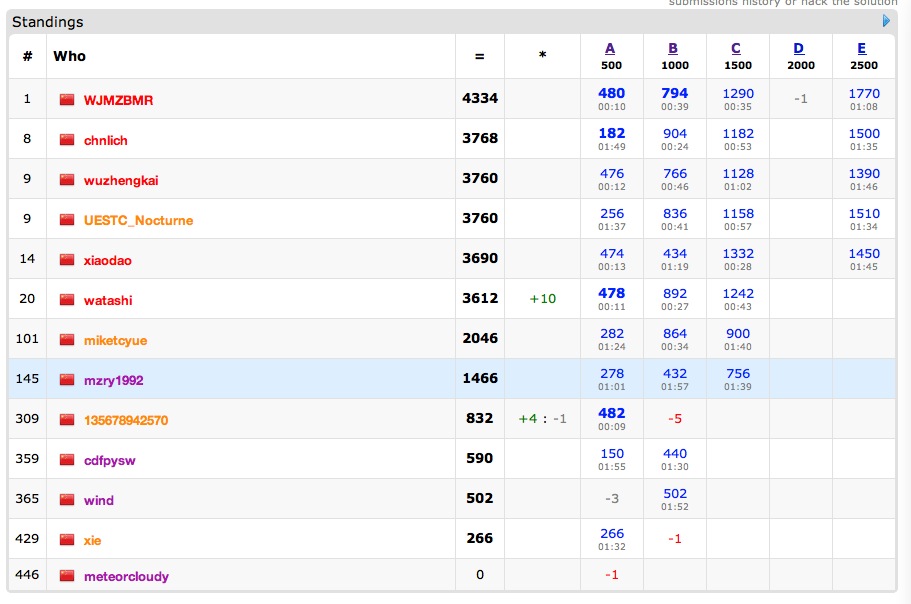 submissions history or hack the solution
Standings
# Who = * A B C D E
500 1000 1500 2000 2500
1 WJMZBMR 4334 480 794 1290 -1 1770
00:10 00:39 00:35 01:08
8 chnlich 3768 182 904 1182 1500
01:49 00:24 00:53 01:35
9 wuzhengkai 3760 476 766 1128 1390
00:12 00:46 01:02 01:46
9 UESTC_Nocturne 3760 256 836 1158 1510
01:37 00:41 00:57 01:34
14 xiaodao 3690 474 434 1332 1450
00:13 01:19 00:28 01:45
20 watashi 3612 +10 478 892 1242
00:11 00:27 00:43
101 miketcyue 2046 282 864 900
01:24 00:34 01:40
145 mzry1992 1466 278 432 756
01:01 01:57 01:39
309 135678942570 832 +4 : -1 482 -5
00:09
359 cdfpysw 590 150 440
01:55 01:30
365 wind 502 -3 502
01:52
429 xie 266 266 -1
01:32
446 meteorcloudy 0 -1